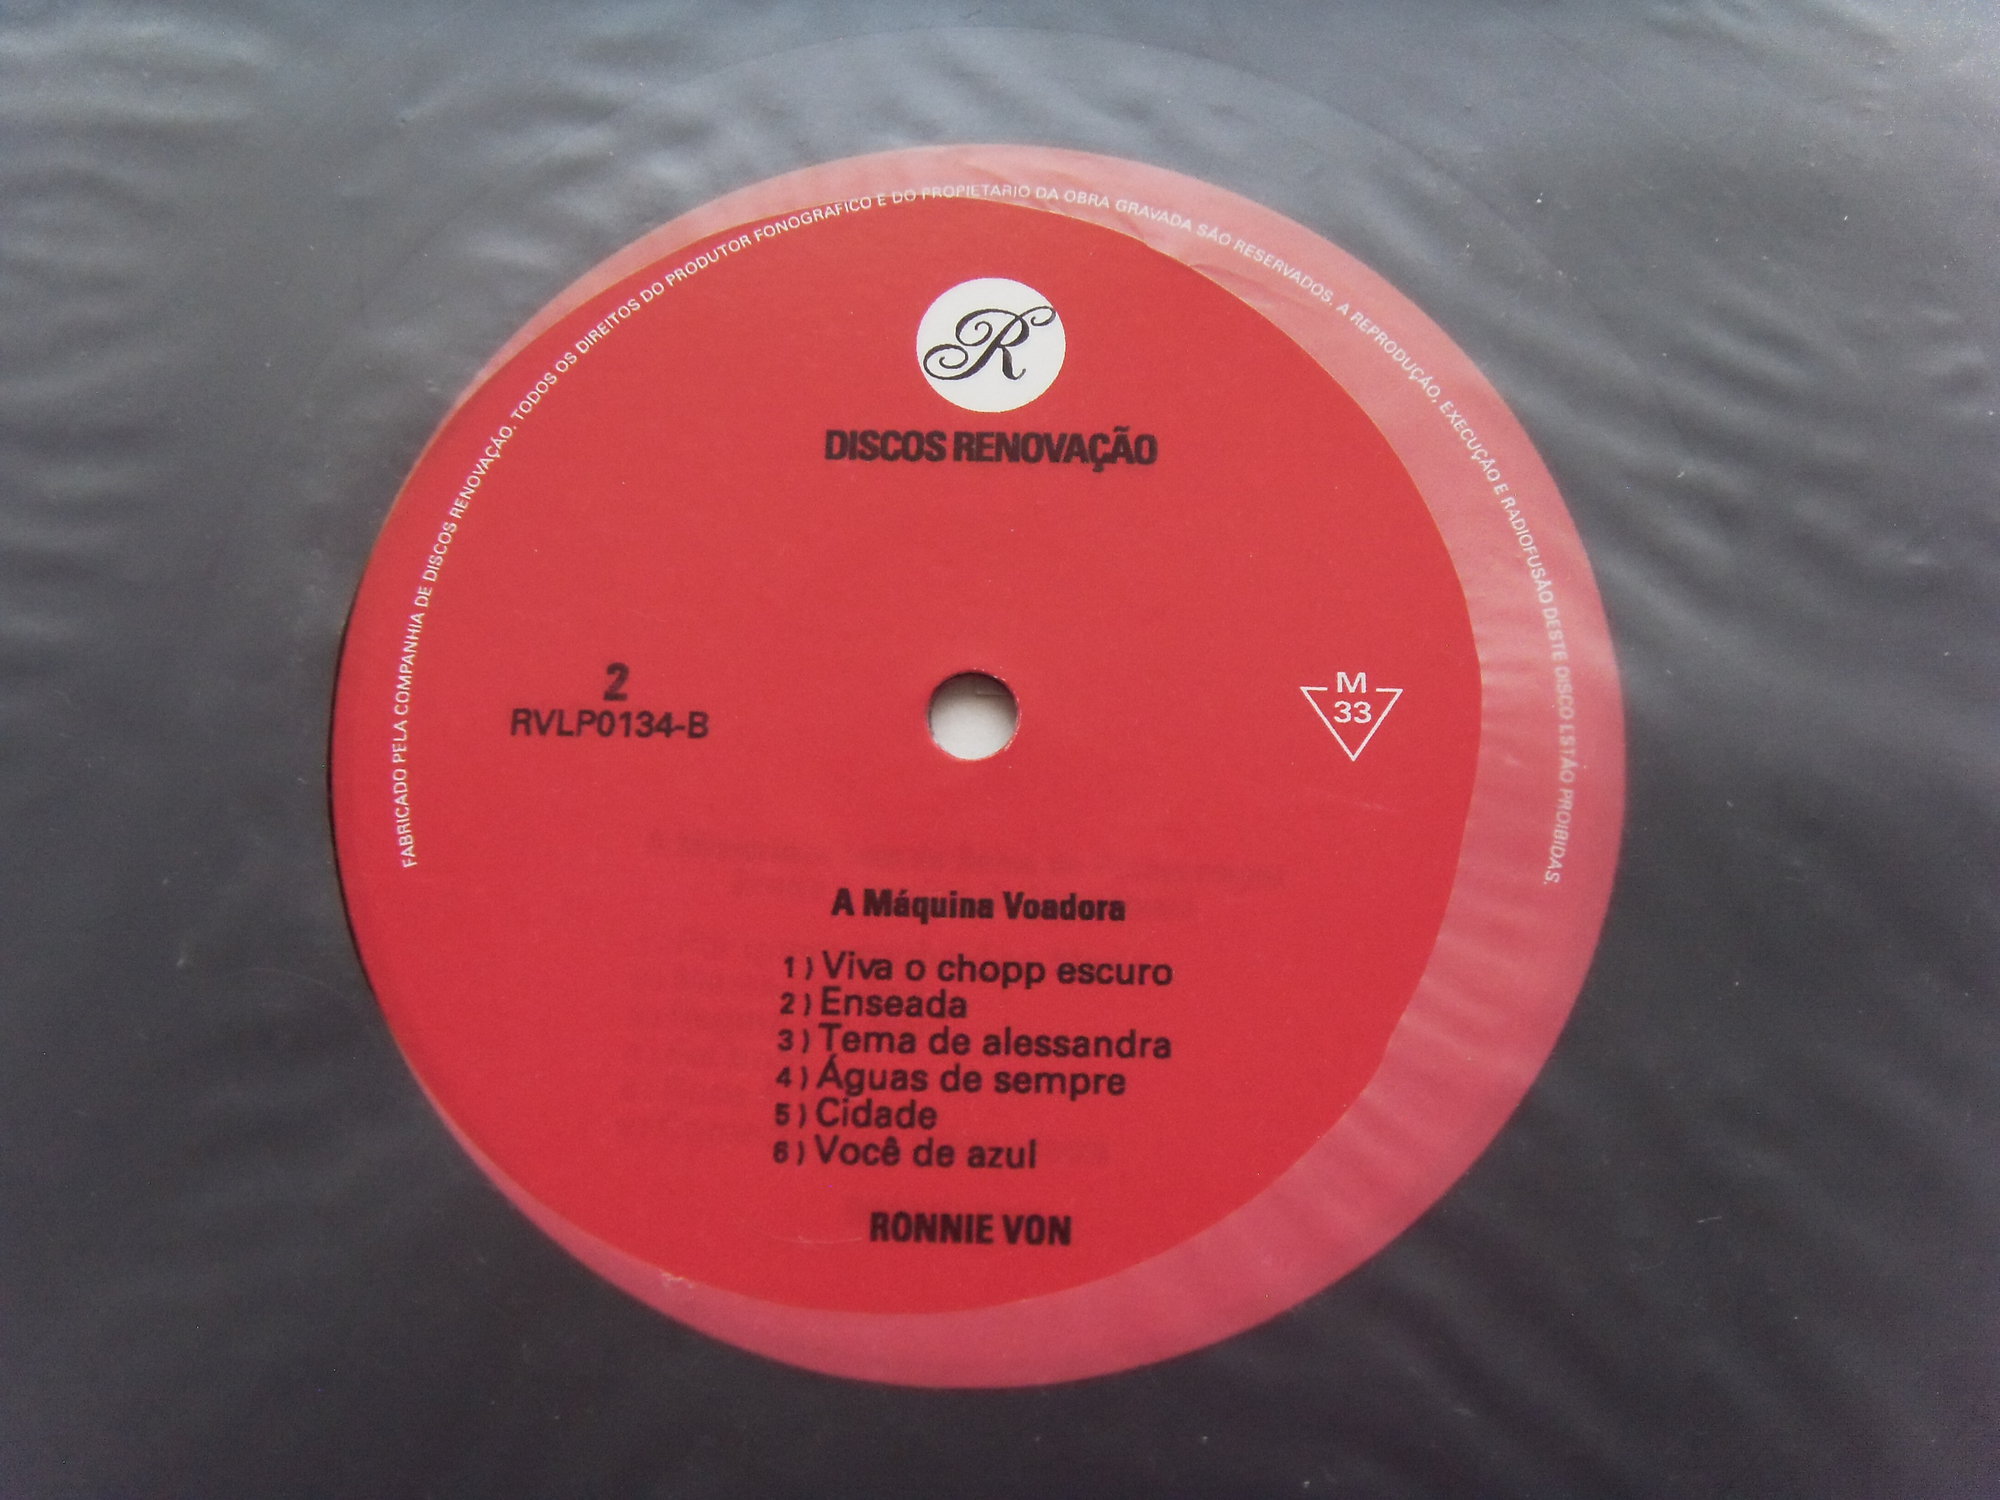 FABRICADO PELA COMPANHIA DE DISCOS RENOVAÇÃO. TODOS OS DIREITOS DO PRODUTOR FONOGRAFICO E DO PROPIETARIO DA OBRA GRAVADA SÃO RESERVADOS. A REPRODUÇÃO, EXECUÇÃO E RADIOFUSÃO DESTE DISCO ESTÃO PROIBIDAS.
R
DISCOS RENOVAÇÃO
2
RVLP0134-B
M
33
A Máquina Voadora
1) Viva o chopp escuro
2) Enseada
3) Tema de alessandra
4) Águas de sempre
5) Cidade
6) Você de azul
RONNIE VON